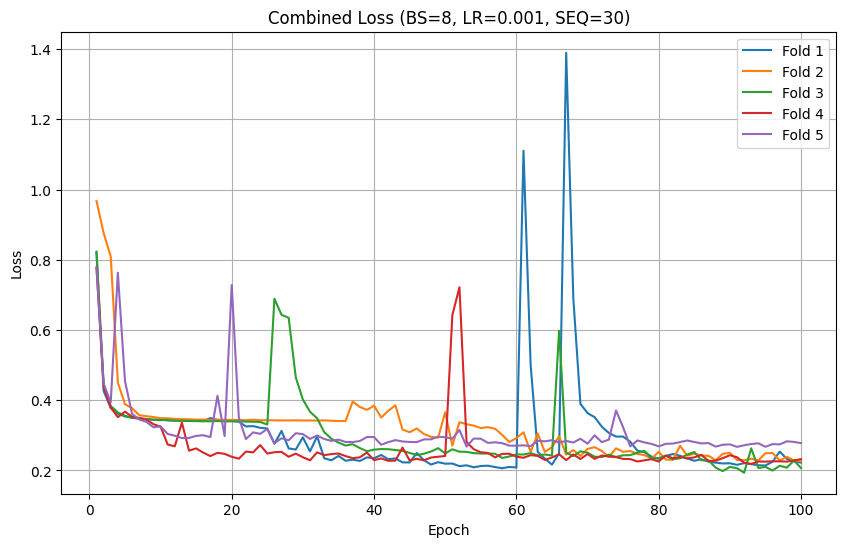 Combined Loss (BS=8, LR=0.001, SEQ=30)
Loss
1.4
1.2
1.0
0.8
0.6
0.4
0.2
Fold 1
Fold 2
Fold 3
Fold 4
Fold 5
0 20 40 60 80 100
Epoch